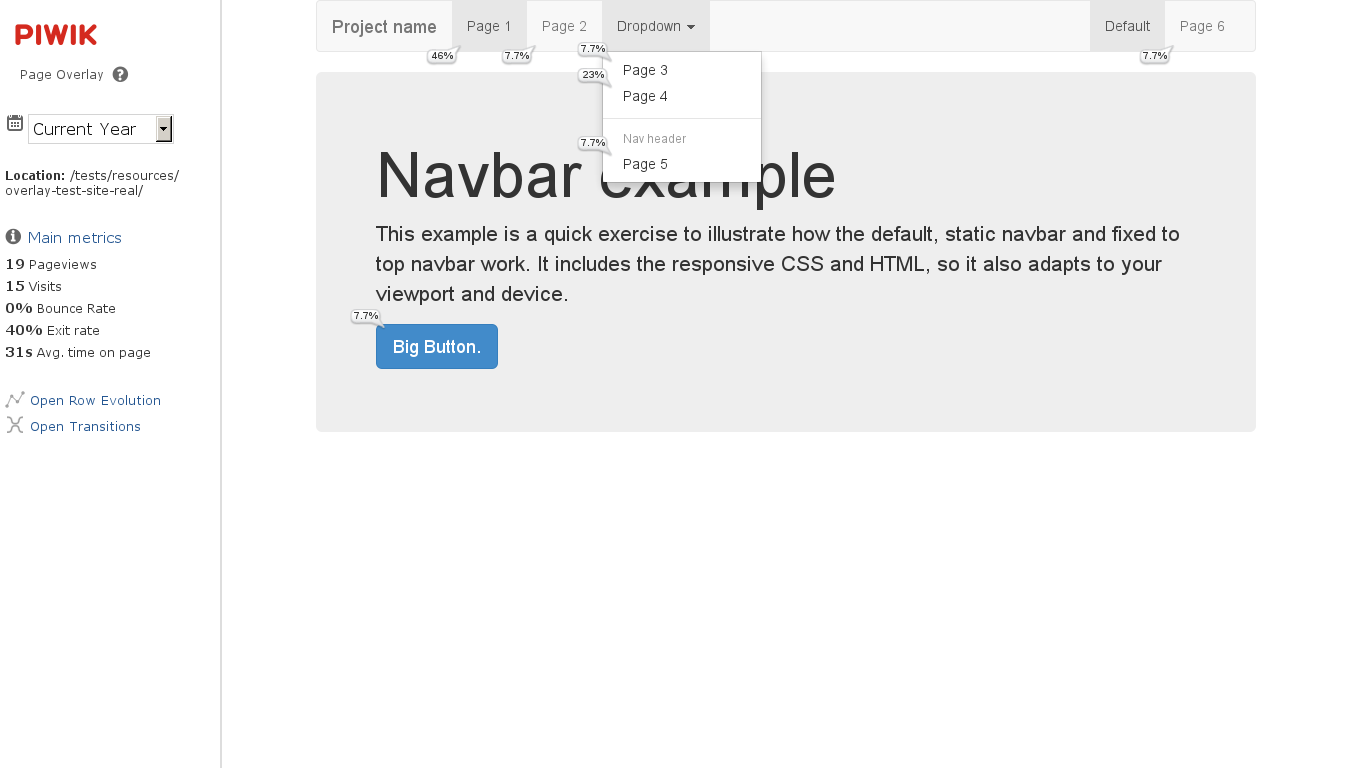 PIWIK
Page Overlay ?
Current Year
Location: /tests/resources/
overlay-test-site-real/
Main metrics
19 Pageviews
15 Visits
0% Bounce Rate
40% Exit rate
31s Avg. time on page
Open Row Evolution
Open Transitions
Project name Page 1 Page 2 Dropdown Default Page 6
46% 7.7% 7.7% 7.7%
Page 3
23%
Page 4
Nav header
7.7%
Page 5
Navbar example
This example is a quick exercise to illustrate how the default, static navbar and fixed to
top navbar work. It includes the responsive CSS and HTML, so it also adapts to your
viewport and device.
7.7%
Big Button.